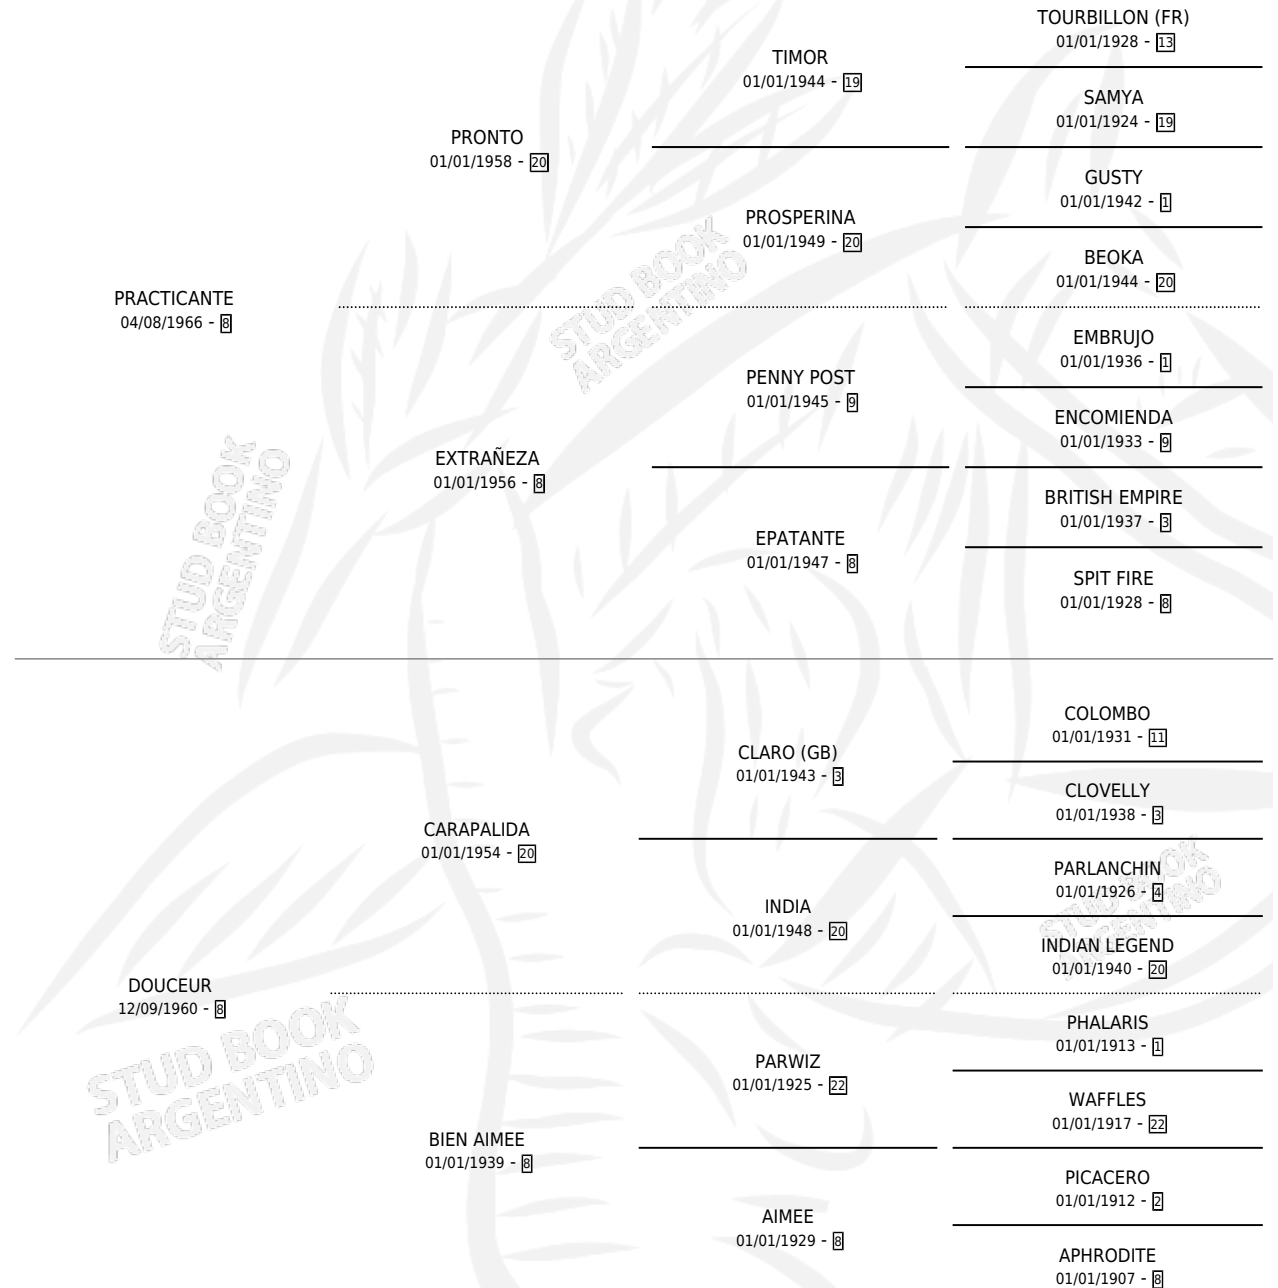 TOURBILLON (FR)
01/01/1928 - 13
TIMOR
01/01/1944 - 19
SAMYA
01/01/1924 - 19
PRONTO
01/01/1958 - 20
GUSTY
01/01/1942 - 1
PROSPERINA
01/01/1949 - 20
BEOKA
01/01/1944 - 20
PRACTICANTE
04/08/1966 - 8
EMBRUJO
01/01/1936 - 1
PENNY POST
01/01/1945 - 9
ENCOMIENDA
01/01/1933 - 9
EXTRAÑEZA
01/01/1956 - 8
BRITISH EMPIRE
01/01/1937 - 3
EPATANTE
01/01/1947 - 8
SPIT FIRE
01/01/1928 - 8
STUD BOOK
ARGENTINO
STUD BOOK
ARGENTINO
COLOMBO
01/01/1931 - 11
CLARO (GB)
01/01/1943 - 3
CLOVELLY
01/01/1938 - 3
CARAPALIDA
01/01/1954 - 20
PARLANCHIN
01/01/1926 - 4
INDIA
01/01/1948 - 20
INDIAN LEGEND
01/01/1940 - 20
DOUCEUR
12/09/1960 - 8
PHALARIS
01/01/1913 - 1
PARWIZ
01/01/1925 - 22
WAFFLES
01/01/1917 - 22
BIEN AIMEE
01/01/1939 - 8
PICACERO
01/01/1912 - 2
AIMEE
01/01/1929 - 8
APHRODITE
01/01/1907 - 8
STUD BOOK
ARGENTINO
STUD BOOK
ARGENTINO